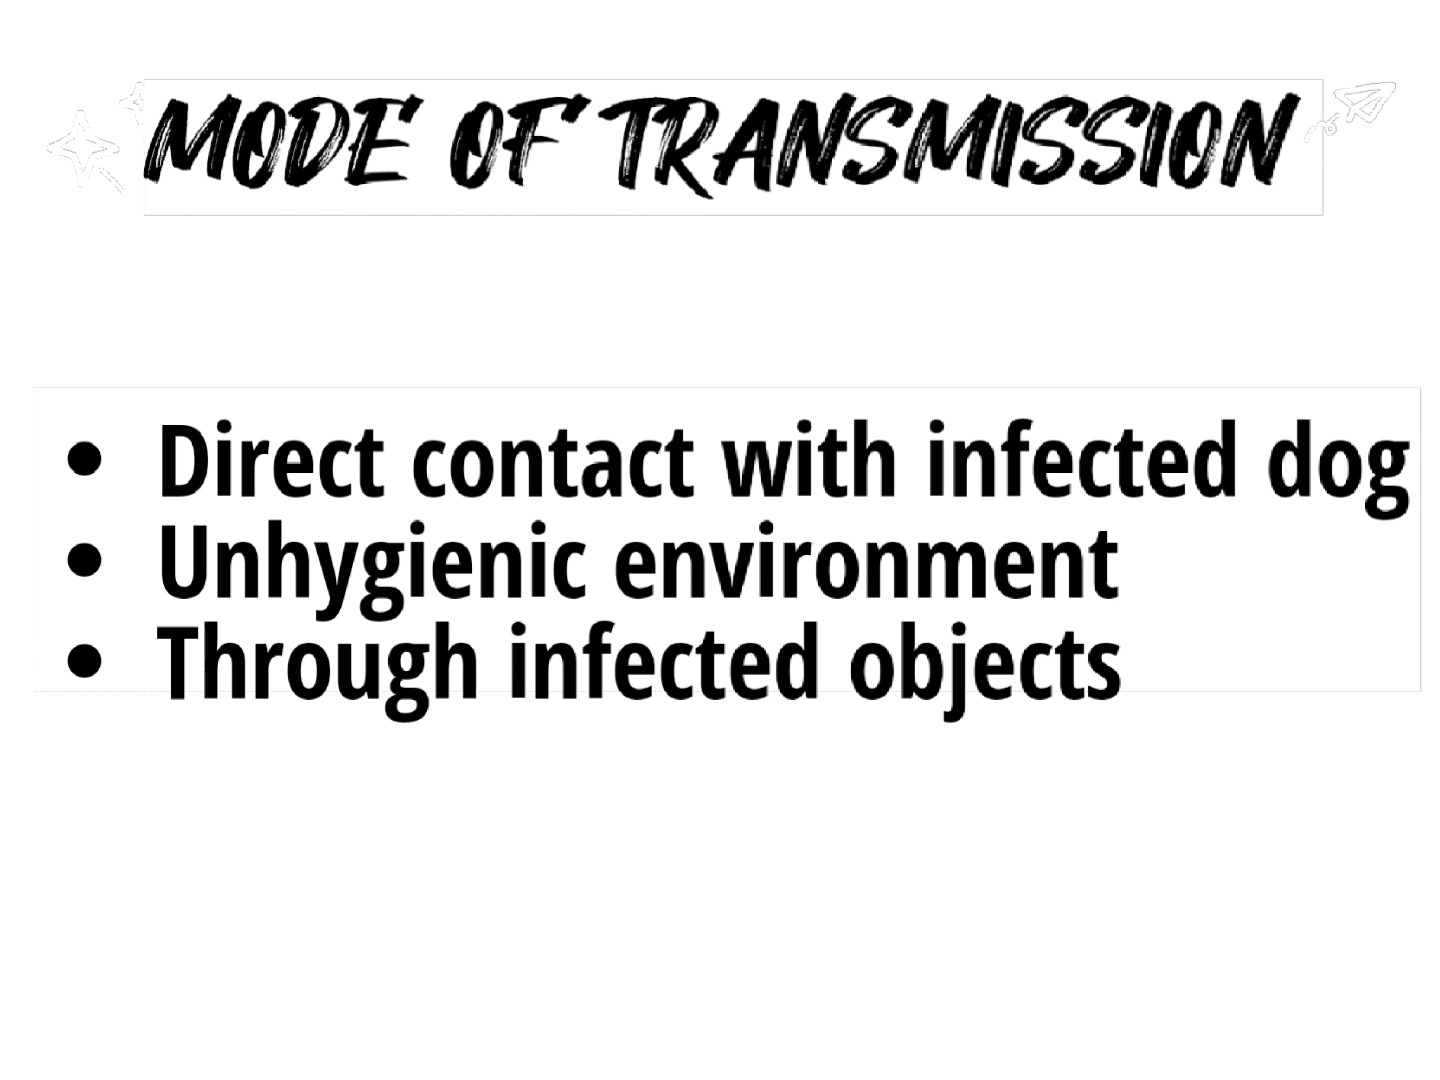 MODE OF TRANSMISSION
• Direct contact with infected dog
• Unhygienic environment
• Through infected objects